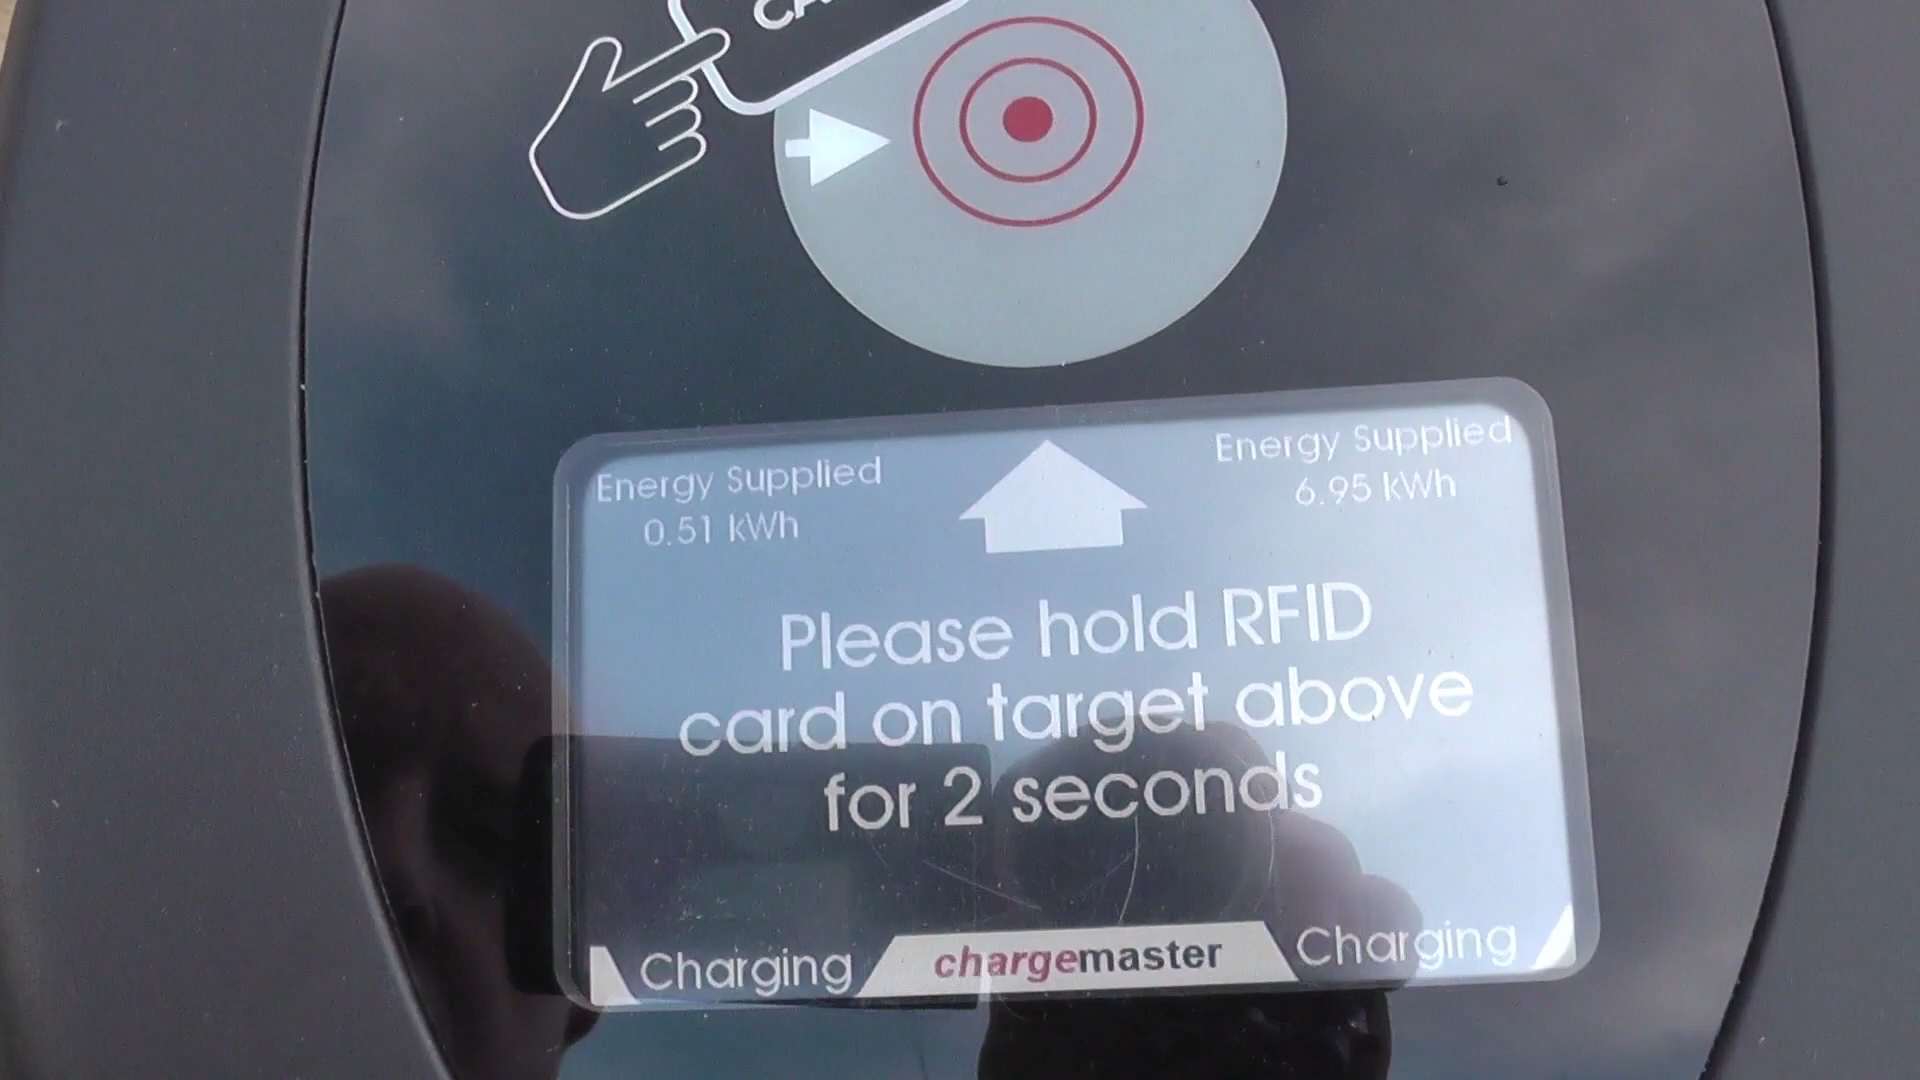 Energy Supplied
0.51 kWh
Energy Supplied
6.95 kWh
Please hold RFID
card on target above
for 2 seconds
Charging
chargemaster
Charging